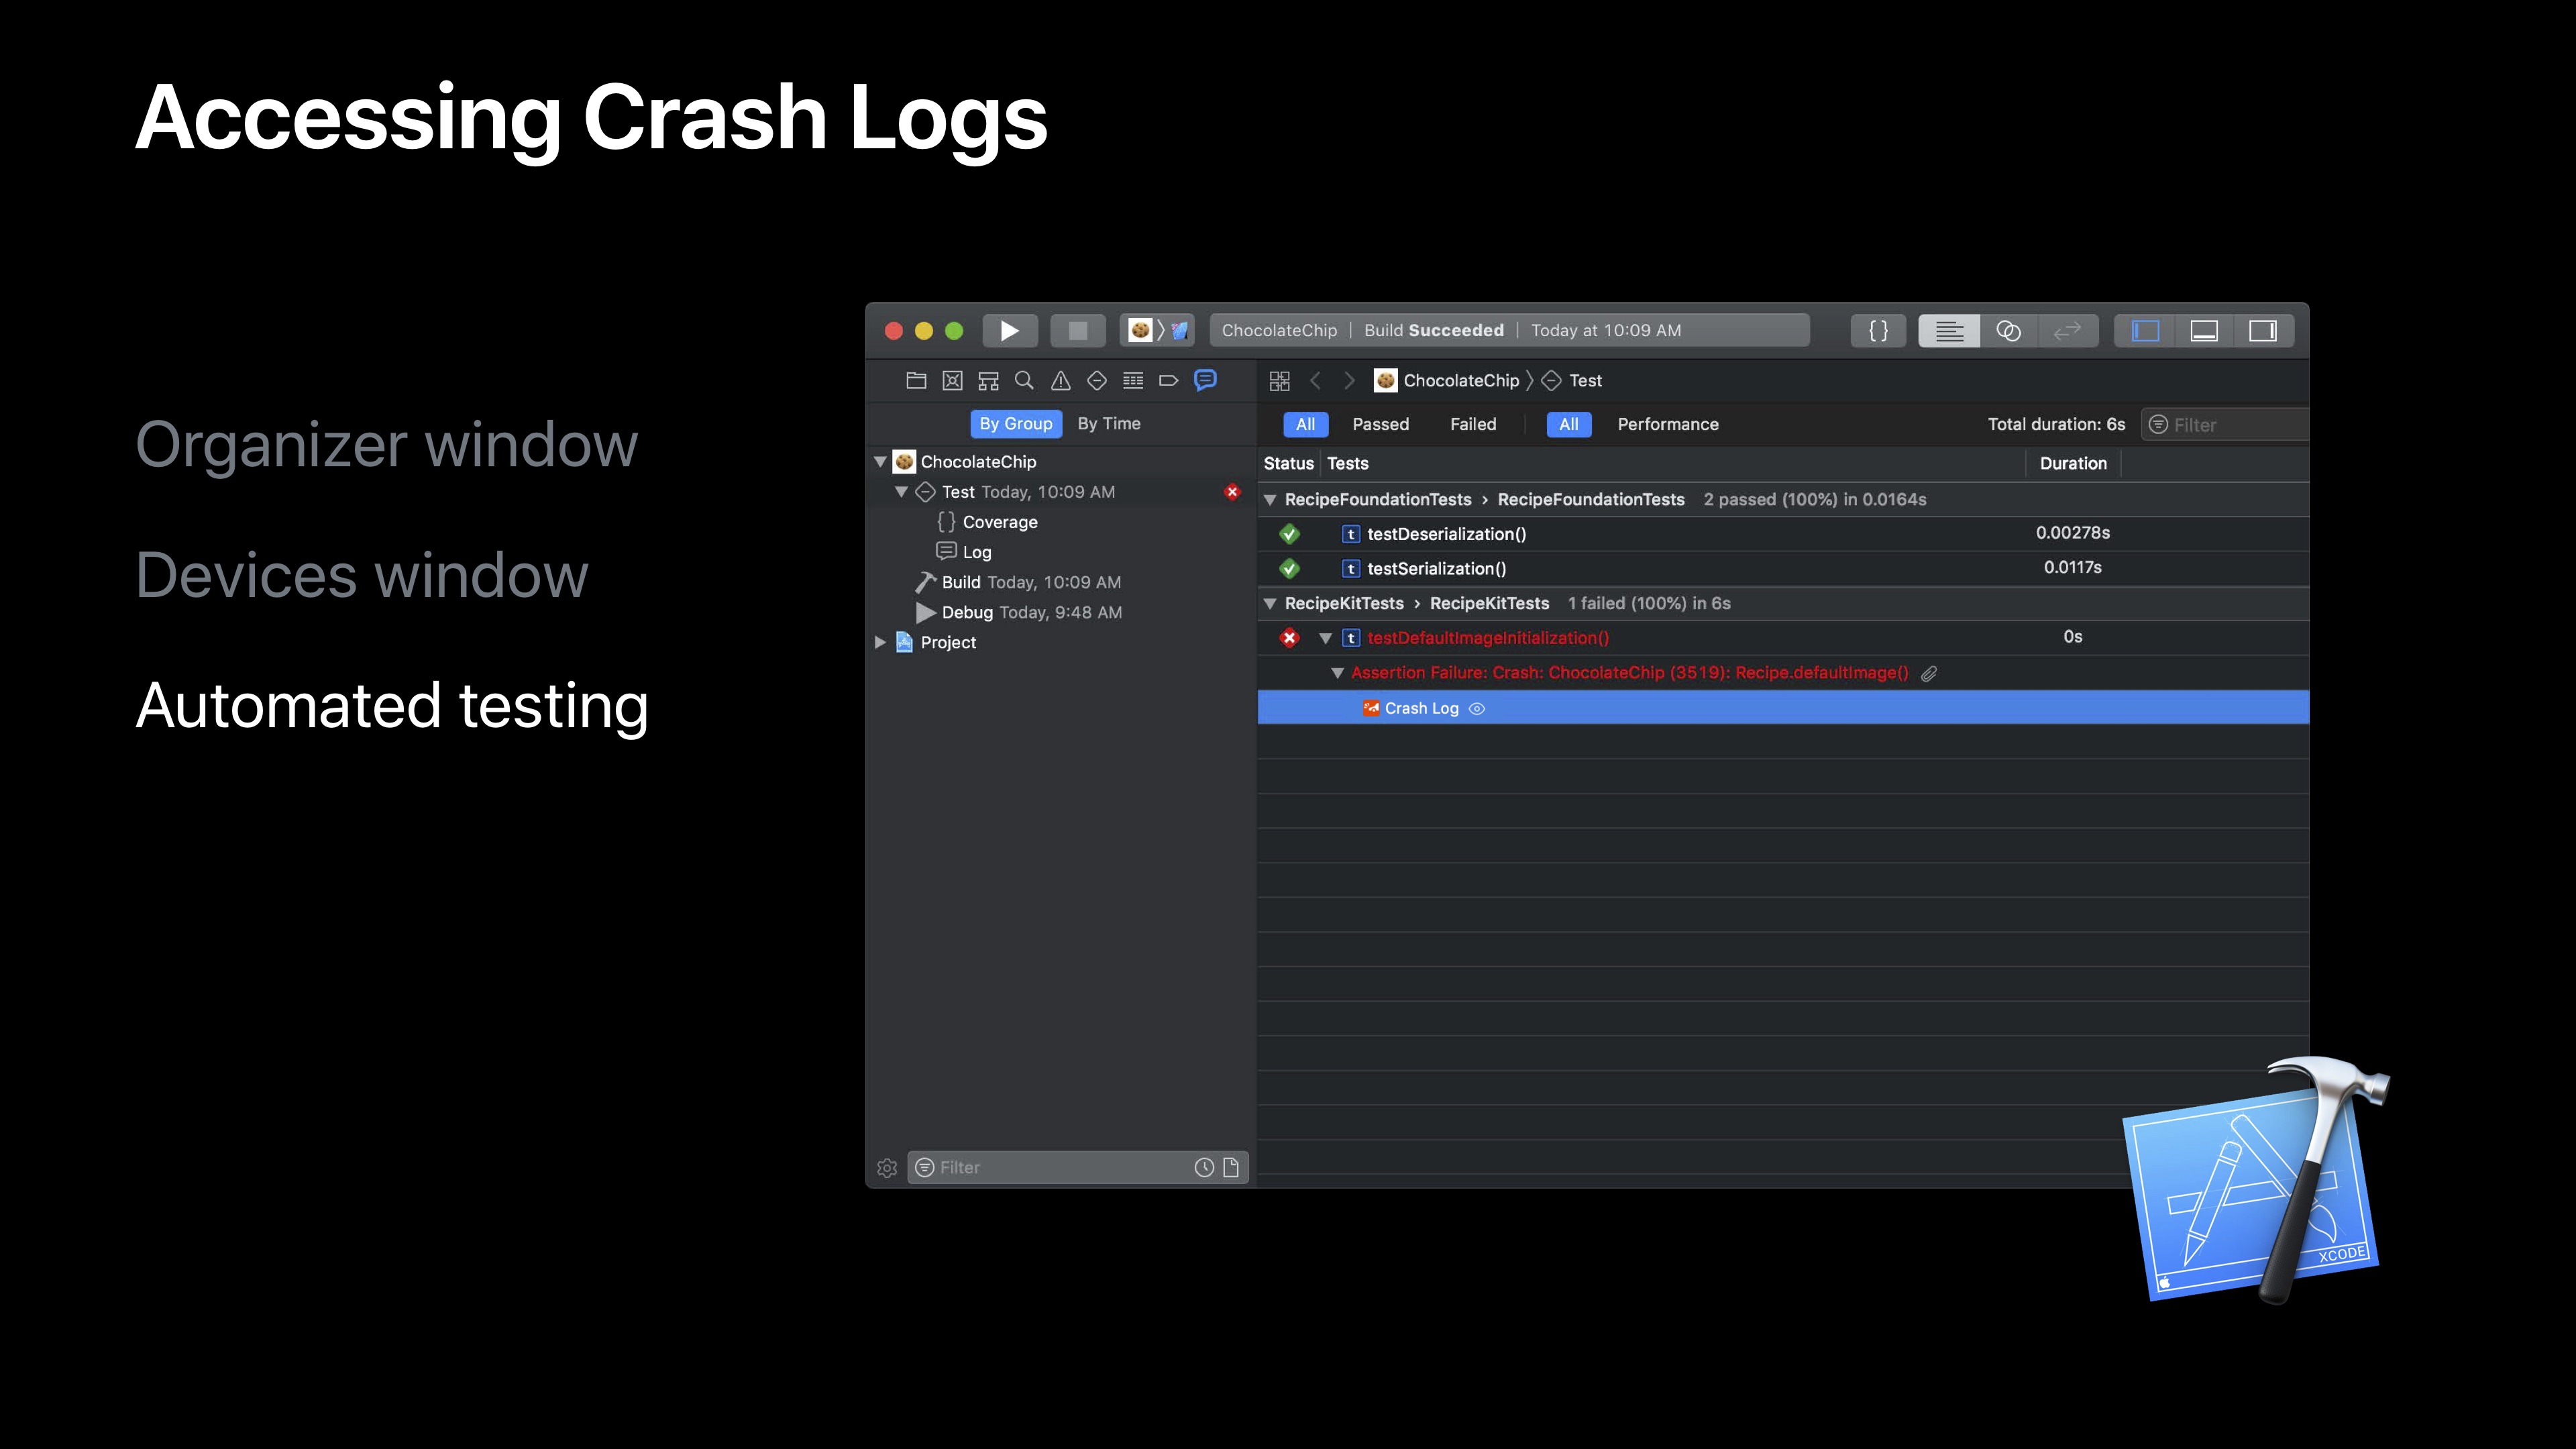 Accessing Crash Logs
Organizer window
Devices window
Automated testing
ChocolateChip | Build Succeeded | Today at 10:09 AM
By Group By Time
ChocolateChip
Test Today, 10:09 AM
{} Coverage
Log
Build Today, 10:09 AM
Debug Today, 9:48 AM
Project
Filter
ChocolateChip 〉 Test
All Passed Failed All Performance Total duration: 6s Filter
Status Tests Duration
RecipeFoundationTests › RecipeFoundationTests 2 passed (100%) in 0.0164s
t testDeserialization() 0.00278s
t testSerialization() 0.0117s
RecipeKitTests › RecipeKitTests 1 failed (100%) in 6s
t testDefaultImageInitialization() 0s
Assertion Failure: Crash: ChocolateChip (3519): Recipe.defaultImage()
Crash Log
XCODE